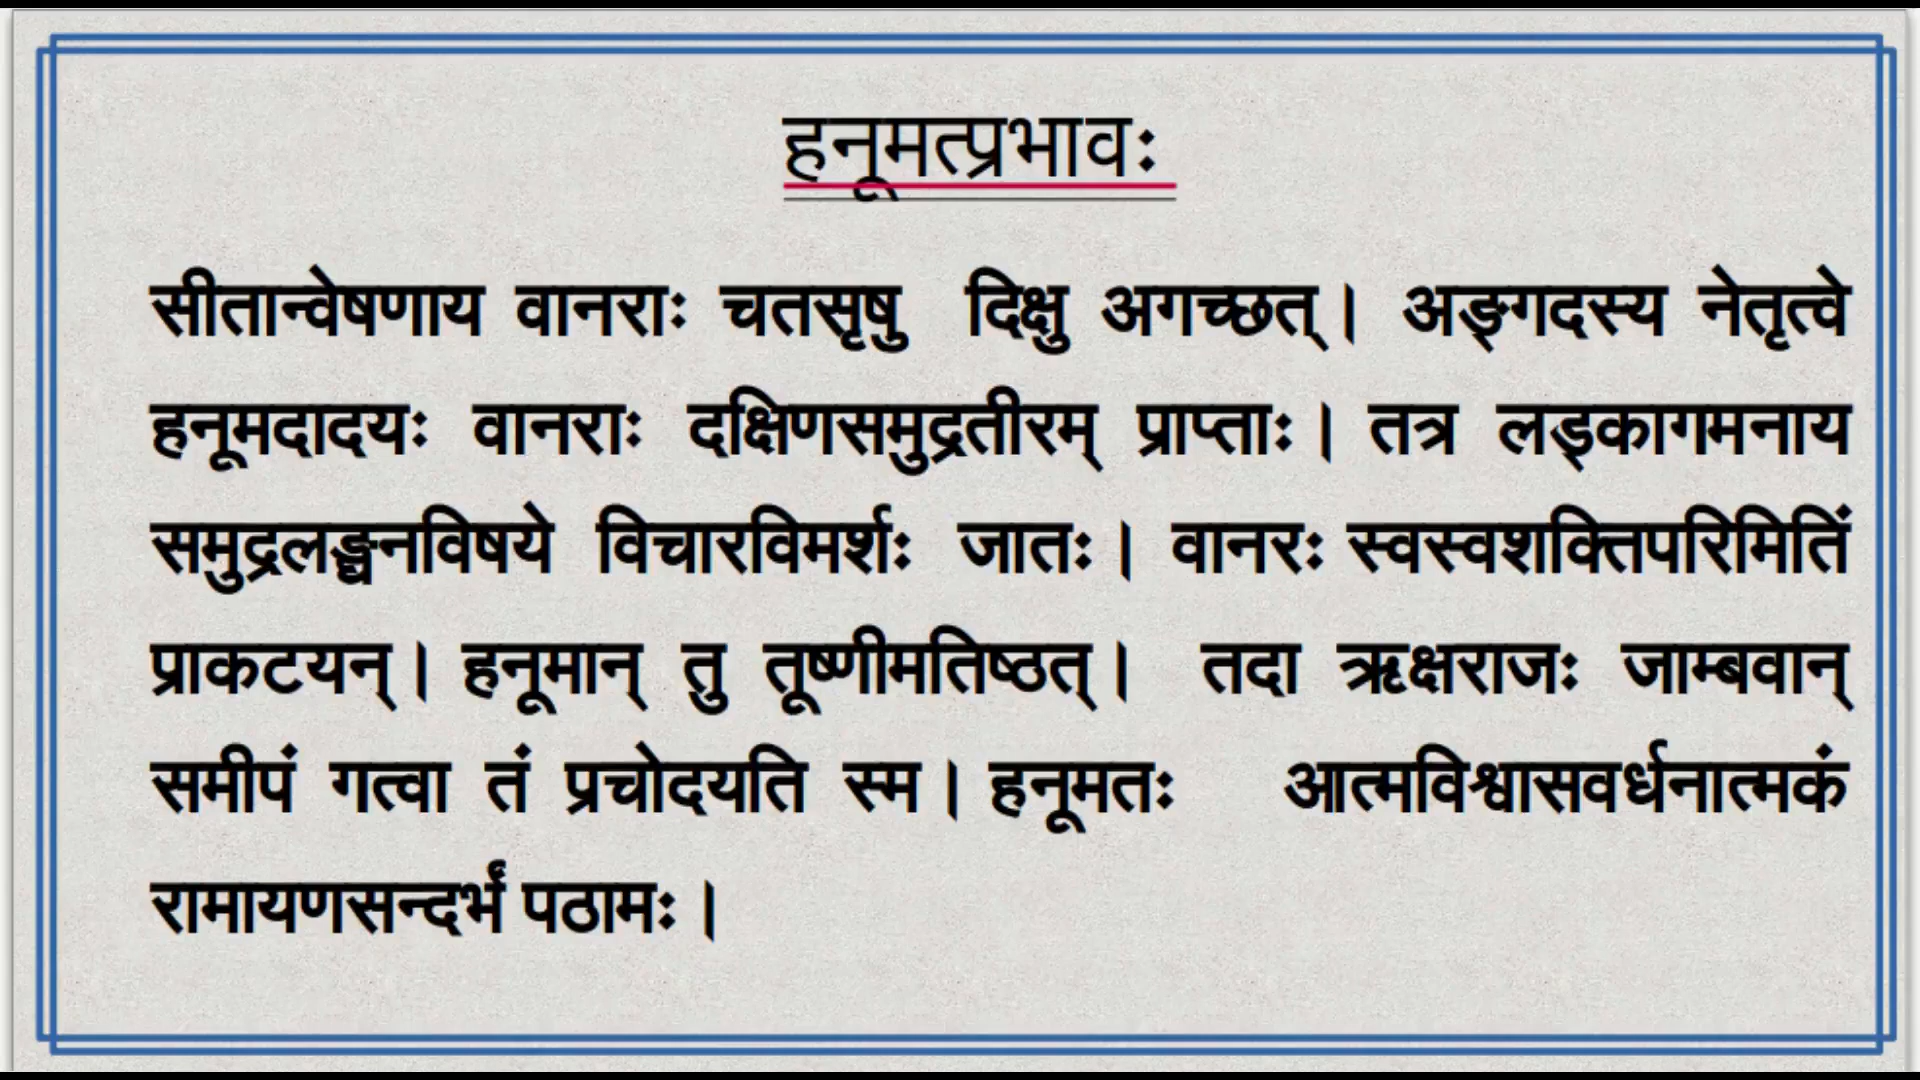 हनूमत्प्रभावः
सीतान्वेषणाय वानराः चतसृषु दिक्षु अगच्छत्। अङ्गदस्य नेतृत्वे
हनूमदादयः वानराः दक्षिणसमुद्रतीरम् प्राप्ताः। तत्र लङ्कागमनाय
समुद्रलङ्घनविषये विचारविमर्शः जातः। वानरः स्वस्वशक्तिपरिमितिं
प्राकटयन्। हनूमान् तु तूष्णीमतिष्ठत्। तदा ऋक्षराजः जाम्बवान्
समीपं गत्वा तं प्रचोदयति स्म। हनूमतः आत्मविश्वासवर्धनात्मकं
रामायणसन्दर्भं पठामः।